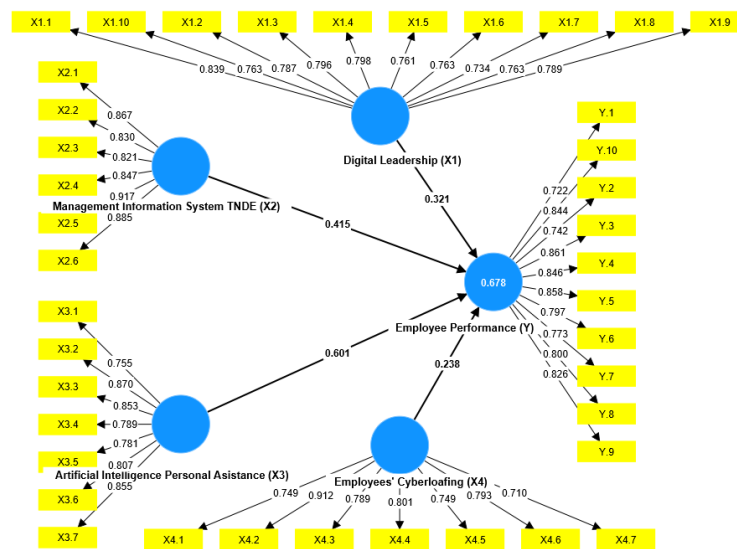 X1.1 X1.10 X1.2 X1.3 X1.4 X1.5 X1.6 X1.7 X1.8 X1.9
0.839 0.763 0.787 0.796 0.798 0.761 0.763 0.734 0.763 0.789
Digital Leadership (X1)
X2.1
X2.2
X2.3
X2.4
X2.5
X2.6
0.867
0.830
0.821
0.847
0.917
0.885
Management Information System TNDE (X2)
0.321
0.415
0.601
0.238
0.678
Employee Performance (Y)
Y.1
Y.10
Y.2
Y.3
Y.4
Y.5
Y.6
Y.7
Y.8
Y.9
0.722
0.844
0.742
0.861
0.846
0.858
0.797
0.773
0.800
0.826
X3.1
X3.2
X3.3
X3.4
X3.5
X3.6
X3.7
0.755
0.870
0.853
0.789
0.781
0.807
0.855
Artificial Intelligence Personal Asistance (X3)
Employees' Cyberloafing (X4)
0.749 0.912 0.789 0.801 0.749 0.793 0.710
X4.1 X4.2 X4.3 X4.4 X4.5 X4.6 X4.7